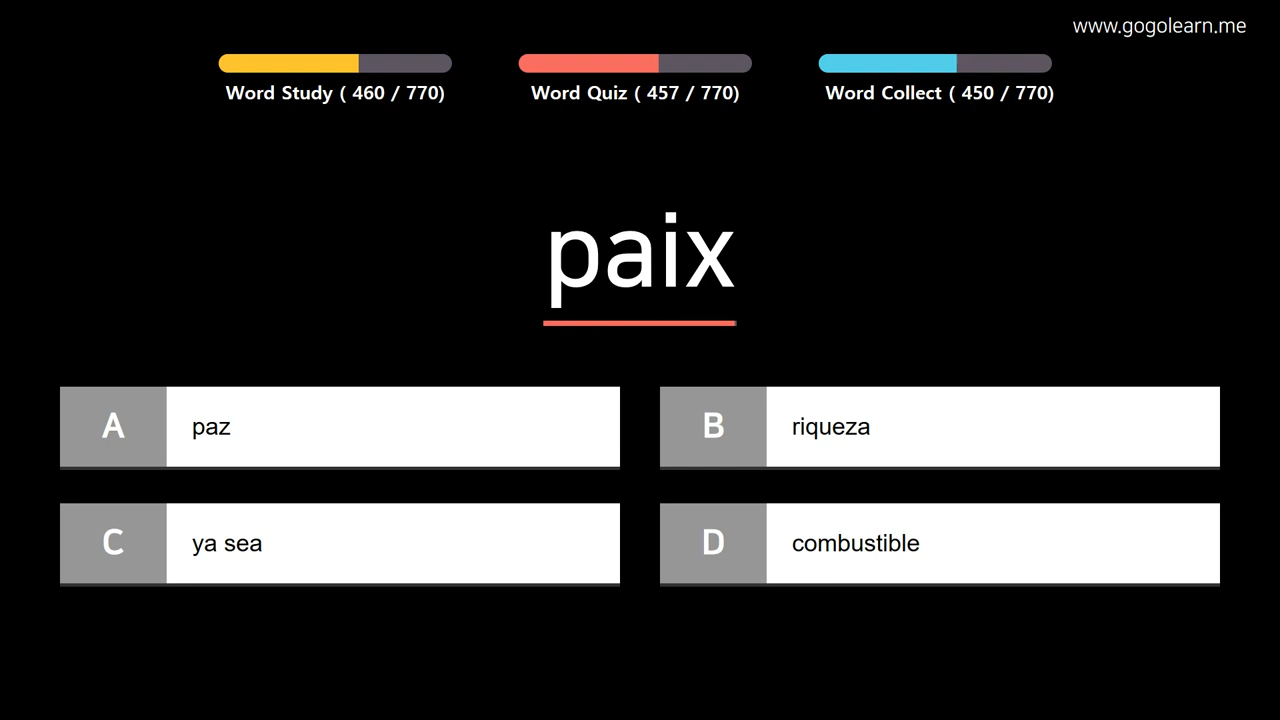 www.gogolearn.me
Word Study ( 460 / 770)
Word Quiz ( 457 / 770)
Word Collect ( 450 / 770)
paix
A paz
B riqueza
C ya sea
D combustible